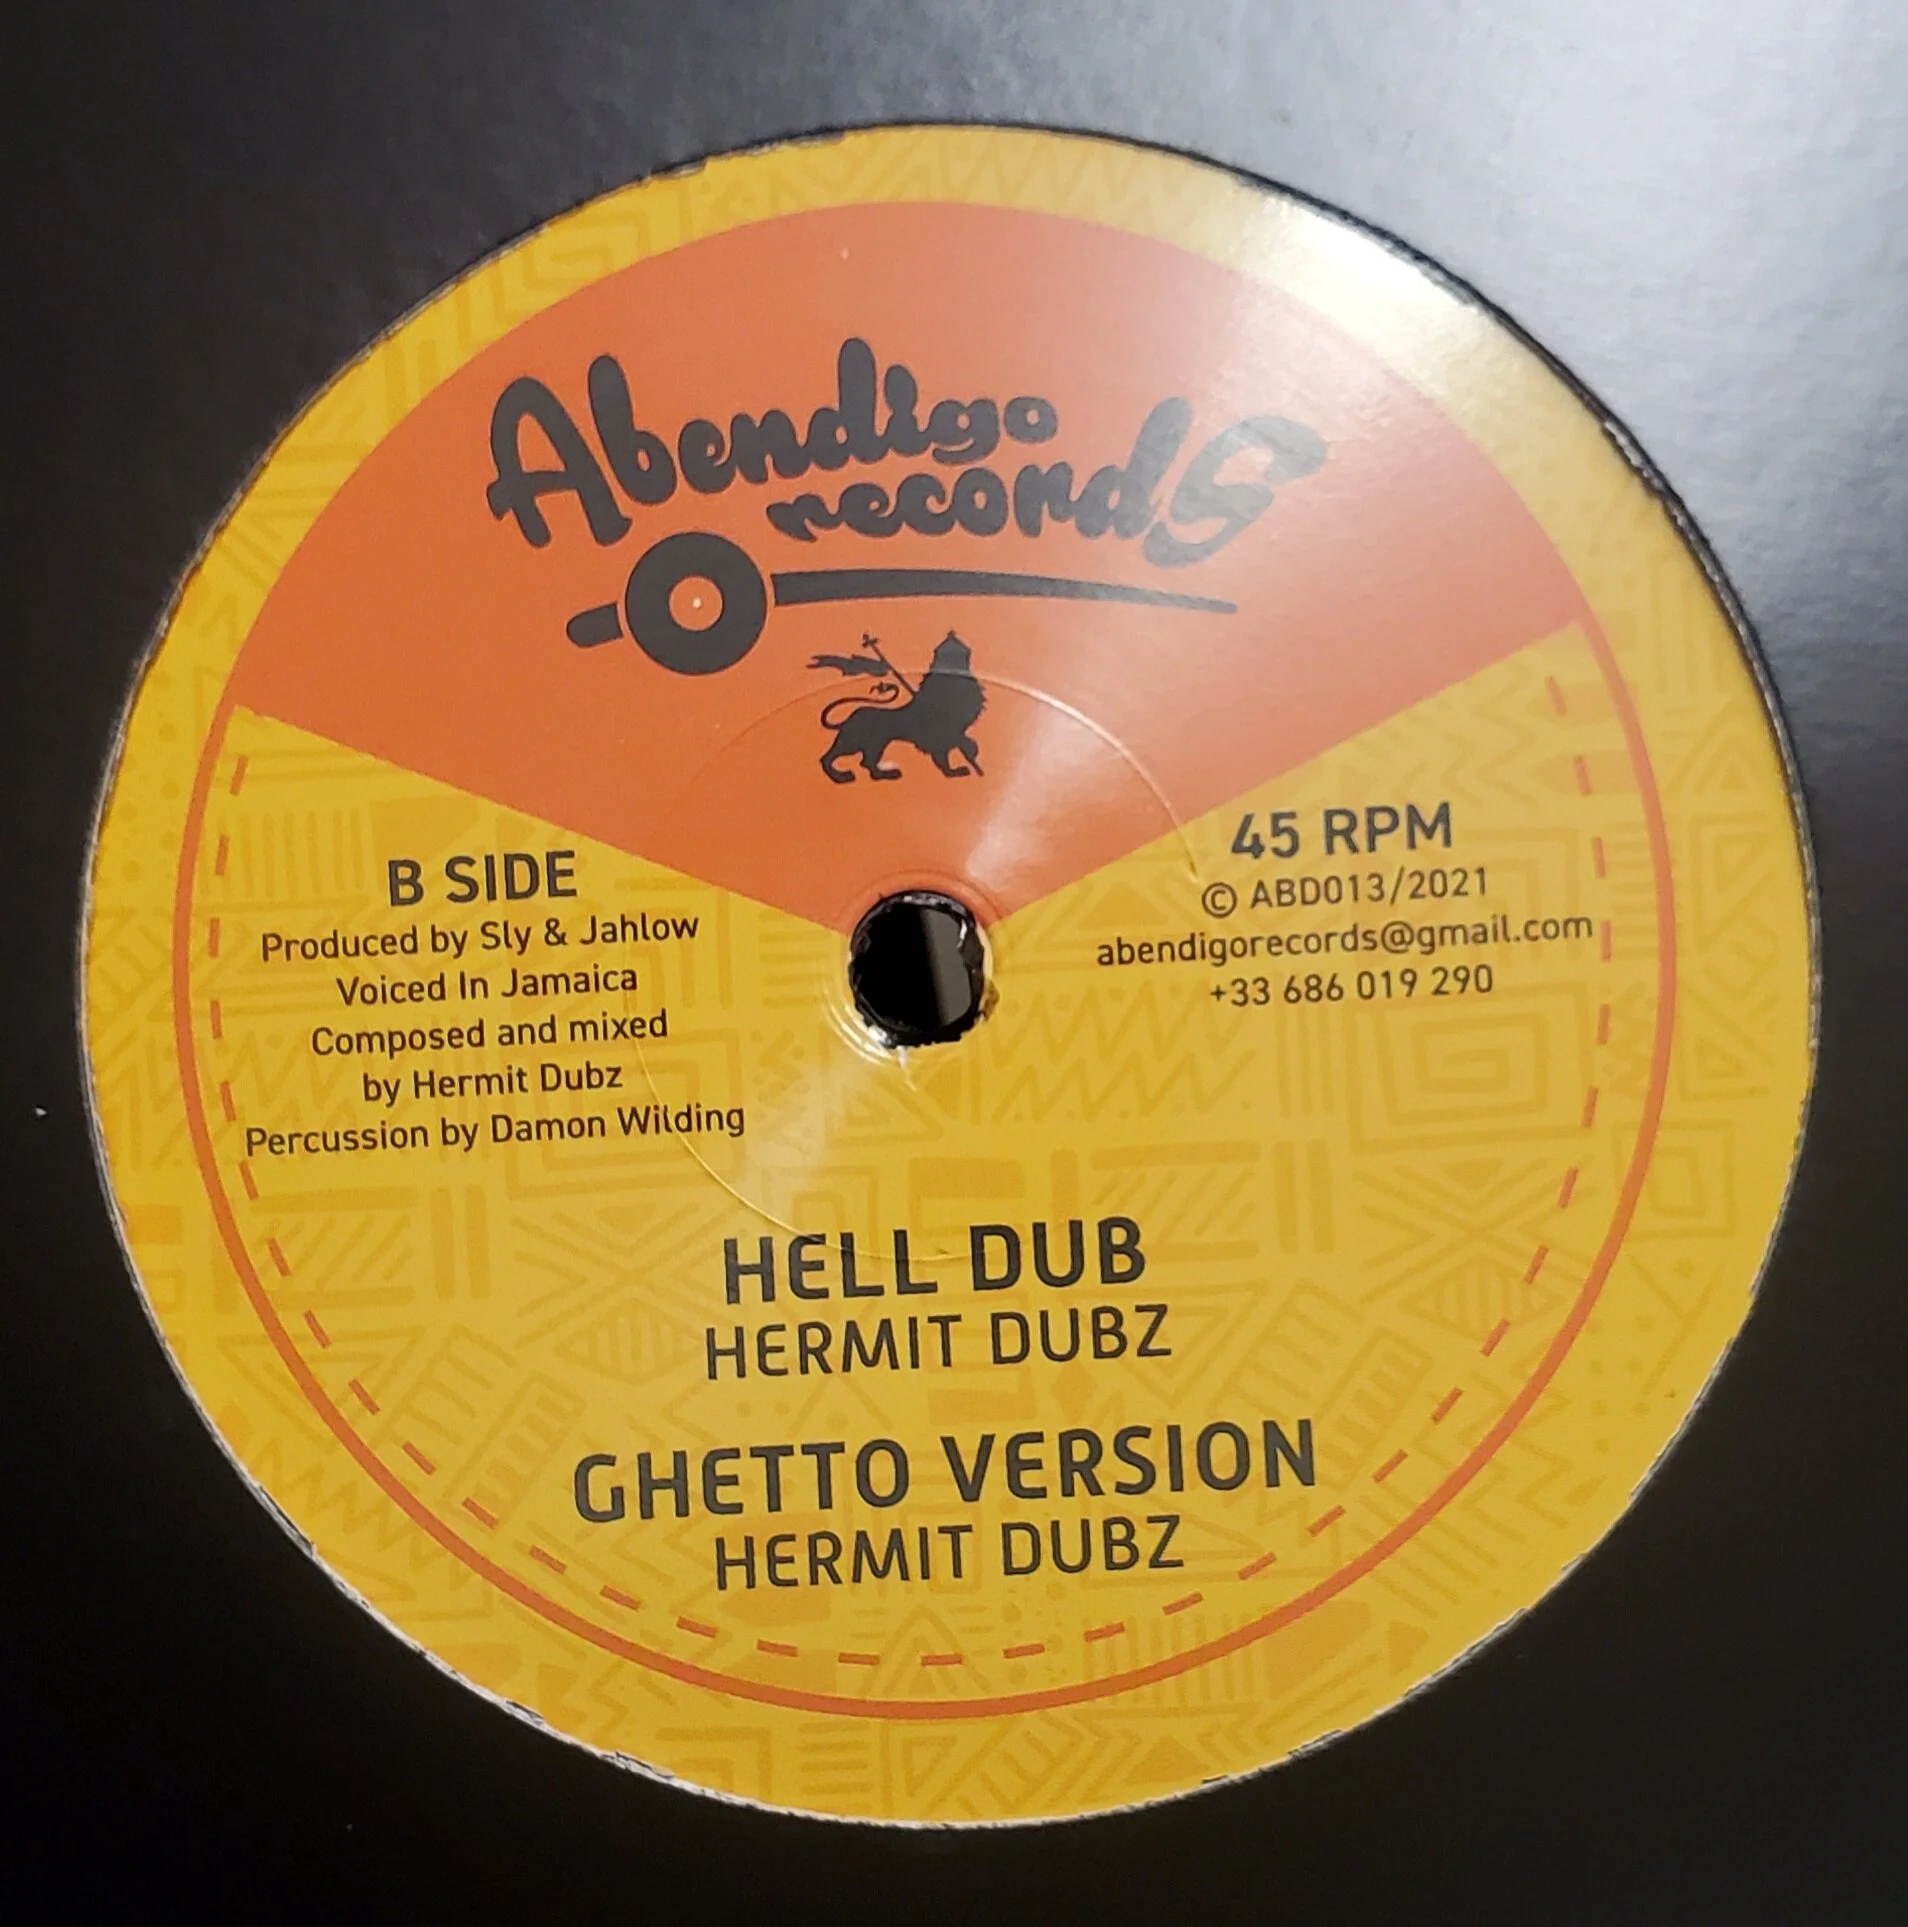 Abendigo
records
B SIDE
Produced by Sly & Jahlow
Voiced In Jamaica
Composed and mixed
by Hermit Dubz
Percussion by Damon Wilding
45 RPM
© ABD013/2021
abendigorecords@gmail.com
+33 686 019 290
HELL DUB
HERMIT DUBZ
GHETTO VERSION
HERMIT DUBZ